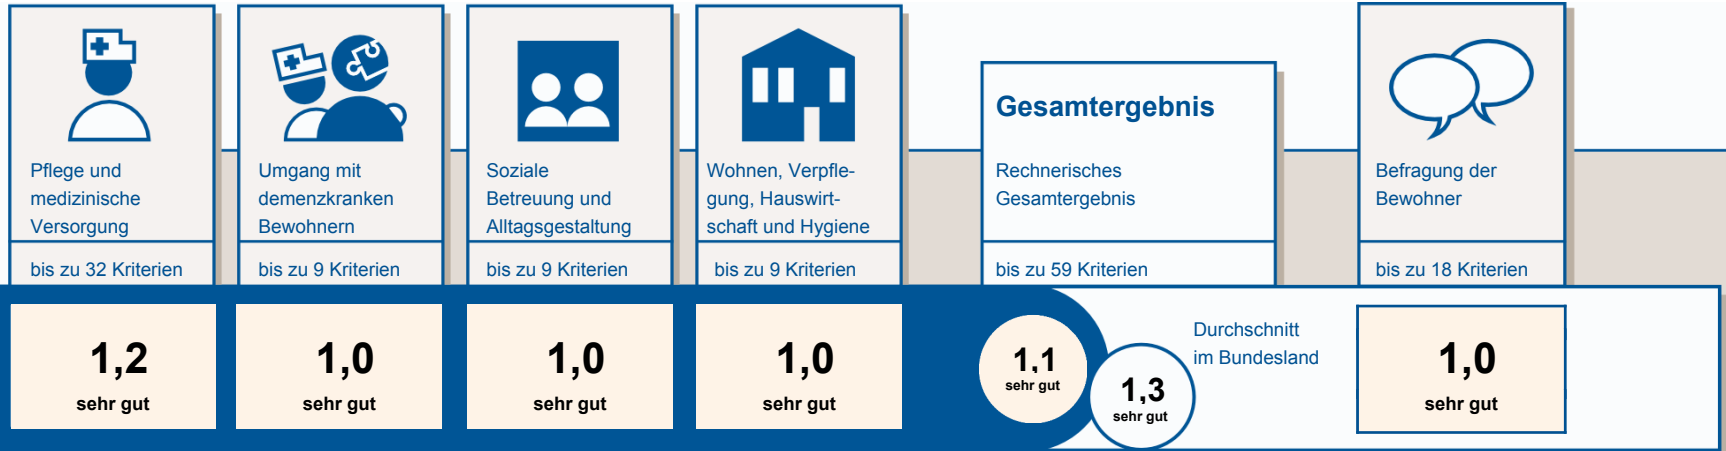 Pflege und
medizinische
Versorgung
bis zu 32 Kriterien
1,2
sehr gut
Umgang mit
demenzkranken
Bewohnern
bis zu 9 Kriterien
1,0
sehr gut
Soziale
Betreuung und
Alltagsgestaltung
bis zu 9 Kriterien
1,0
sehr gut
Wohnen, Verpfle-
gung, Hauswirt-
schaft und Hygiene
bis zu 9 Kriterien
1,0
sehr gut
Gesamtergebnis
Rechnerisches
Gesamtergebnis
bis zu 59 Kriterien
1,1
sehr gut
1,3
sehr gut
Durchschnitt
im Bundesland
Befragung der
Bewohner
bis zu 18 Kriterien
1,0
sehr gut